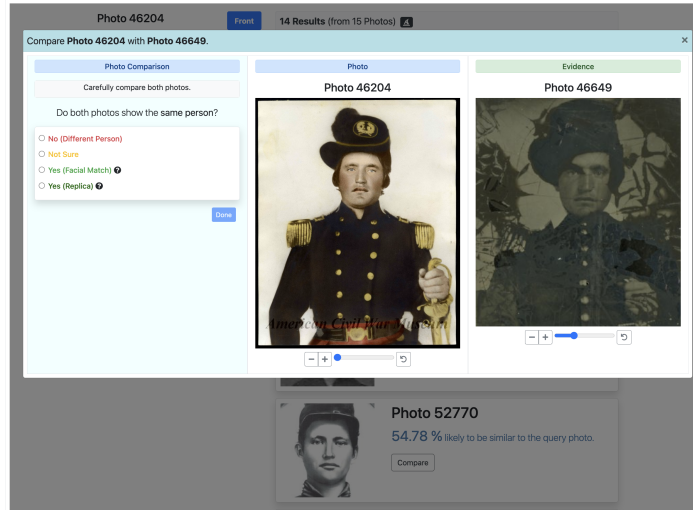 Photo 46204
Front
14 Results (from 15 Photos)
Compare Photo 46204 with Photo 46649.
×
Photo Comparison
Carefully compare both photos.
Do both photos show the same person?
No (Different Person)
Not Sure
Yes (Facial Match) ?
Yes (Replica) ?
Done
Photo
Photo 46204
American Civil War Museum
− +
Evidence
Photo 46649
− +
Photo 52770
54.78 % likely to be similar to the query photo.
Compare